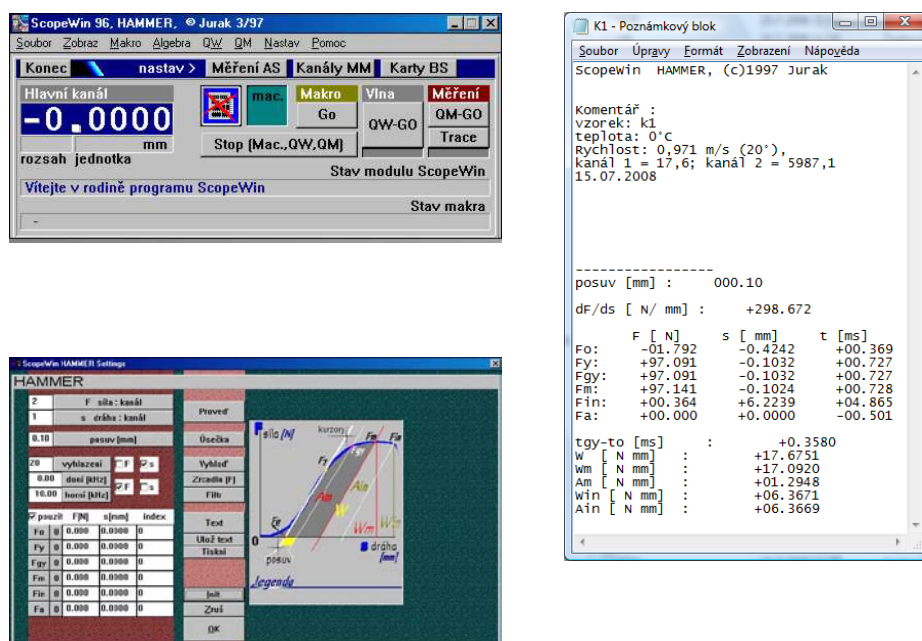 ScopeWin 96, HAMMER, © Jurak 3/97
Soubor Zobraz Makro Algebra QW QM Nastav Pomoc
Konec nastav > Měření AS Kanály MM Karty BS
Hlavní kanál mac. Makro Vlna Měření
-0.0000 Go QW-GO QM-GO
mm Stop (Mac.,QW,QM) Trace
rozsah jednotka
Stav modulu ScopeWin
Vítejte v rodině programu ScopeWin
Stav makra
-
ScopeWin HAMMER Settings
HAMMER
2 F síla : kanál
1 s dráha : kanál
Proveď
0.10 posuv [mm]
Úsečka
20 vyhlazení F s
Vyhlaď
0.00 dolní [kHz]
Zrcadla [F]
10.00 horní [kHz] F s
Filtr
použít F[N] s[mm] index
Text
Fo 0 0.000 0.0000 0
Ulož text
Fy 0 0.000 0.0000 0
Tiskni
Fgy 0 0.000 0.0000 0
Fm 0 0.000 0.0000 0
Fin 0 0.000 0.0000 0
Init
Fa 0 0.000 0.0000 0
Zruš
OK
F síla [N] kurzory Fm Fin
Fy Fgy
Am Ain
W
Fo Wm Win
0 s dráha [mm]
posuv
Legenda
K1 - Poznámkový blok
Soubor Úpravy Formát Zobrazení Nápověda
ScopeWin HAMMER, (c)1997 Jurak
Komentář :
vzorek: k1
teplota: 0°C
Rychlost: 0,971 m/s (20°),
kanál 1 = 17,6; kanál 2 = 5987,1
15.07.2008
-----------------
posuv [mm] : 000.10
dF/ds [ N/ mm] : +298.672
F [ N] s [ mm] t [ms]
Fo: -01.792 -0.4242 +00.369
Fy: +97.091 -0.1032 +00.727
Fgy: +97.091 -0.1032 +00.727
Fm: +97.141 -0.1024 +00.728
Fin: +00.364 +6.2239 +04.865
Fa: +00.000 +0.0000 -00.501
tgy-to [ms] : +0.3580
W [ N mm] : +17.6751
Wm [ N mm] : +17.0920
Am [ N mm] : +01.2948
Win [ N mm] : +06.3671
Ain [ N mm] : +06.3669